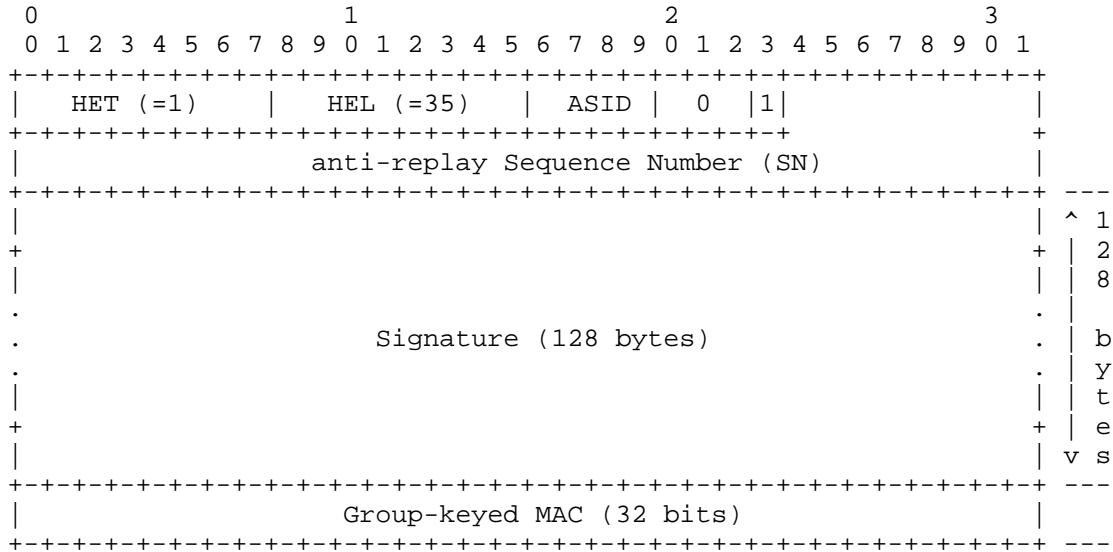 0                   1                   2                   3
 0 1 2 3 4 5 6 7 8 9 0 1 2 3 4 5 6 7 8 9 0 1 2 3 4 5 6 7 8 9 0 1
+-+-+-+-+-+-+-+-+-+-+-+-+-+-+-+-+-+-+-+-+-+-+-+-+-+-+-+-+-+-+-+-+
|   HET (=1)    |   HEL (=35)   |  ASID |  0  |1|               |
+-+-+-+-+-+-+-+-+-+-+-+-+-+-+-+-+-+-+-+-+-+-+-+-+               +
|                  anti-replay Sequence Number (SN)             |
+-+-+-+-+-+-+-+-+-+-+-+-+-+-+-+-+-+-+-+-+-+-+-+-+-+-+-+-+-+-+-+-+ ---
|                                                               | ^ 1
+                                                               + | 2
|                                                               | | 8
.                                                               . |
.                      Signature (128 bytes)                    . | b
.                                                               . | y
|                                                               | | t
+                                                               + | e
|                                                               | v s
+-+-+-+-+-+-+-+-+-+-+-+-+-+-+-+-+-+-+-+-+-+-+-+-+-+-+-+-+-+-+-+-+ ---
|                    Group-keyed MAC (32 bits)                  |
+-+-+-+-+-+-+-+-+-+-+-+-+-+-+-+-+-+-+-+-+-+-+-+-+-+-+-+-+-+-+-+-+ ---